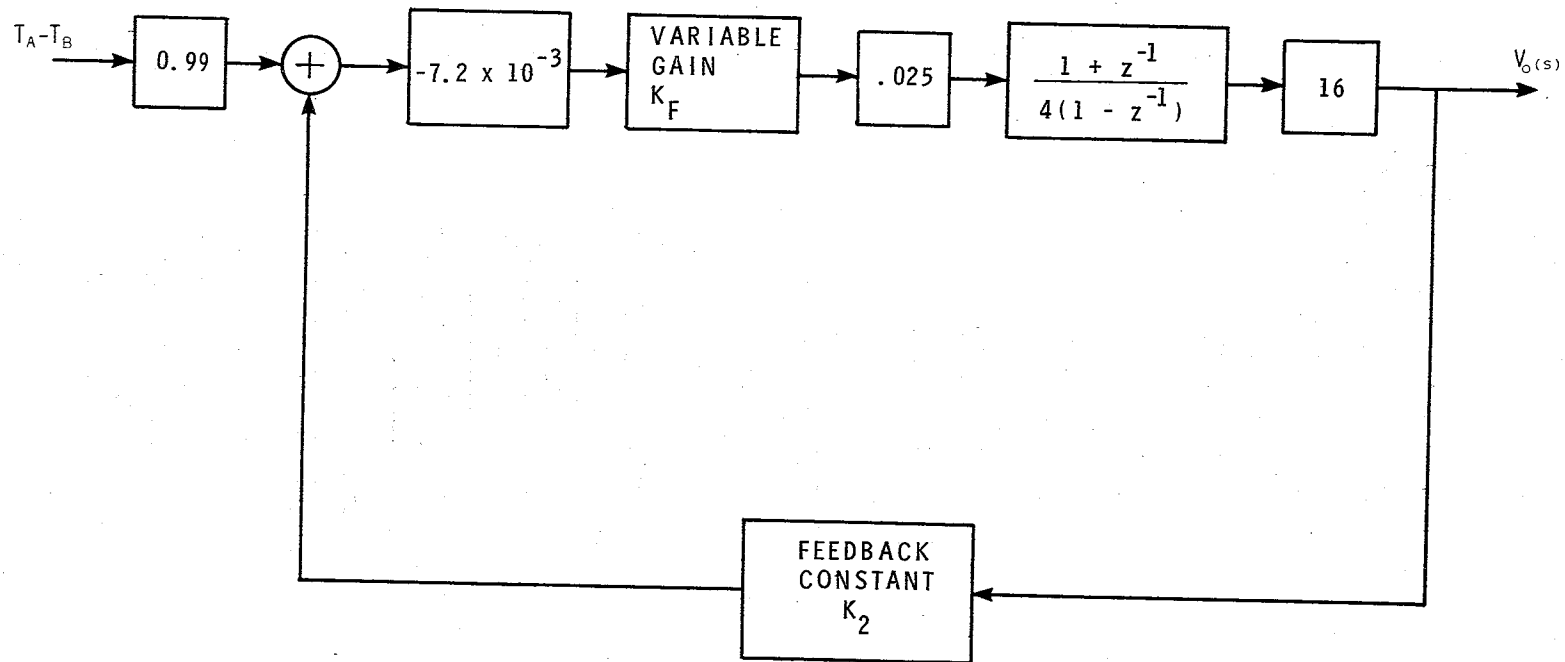 T_A-T_B
0.99
+
-7.2 x 10^-3
VARIABLE
GAIN
K_F
.025
1 + z^-1
4(1 - z^-1)
16
V_o(s)
FEEDBACK
CONSTANT
K_2